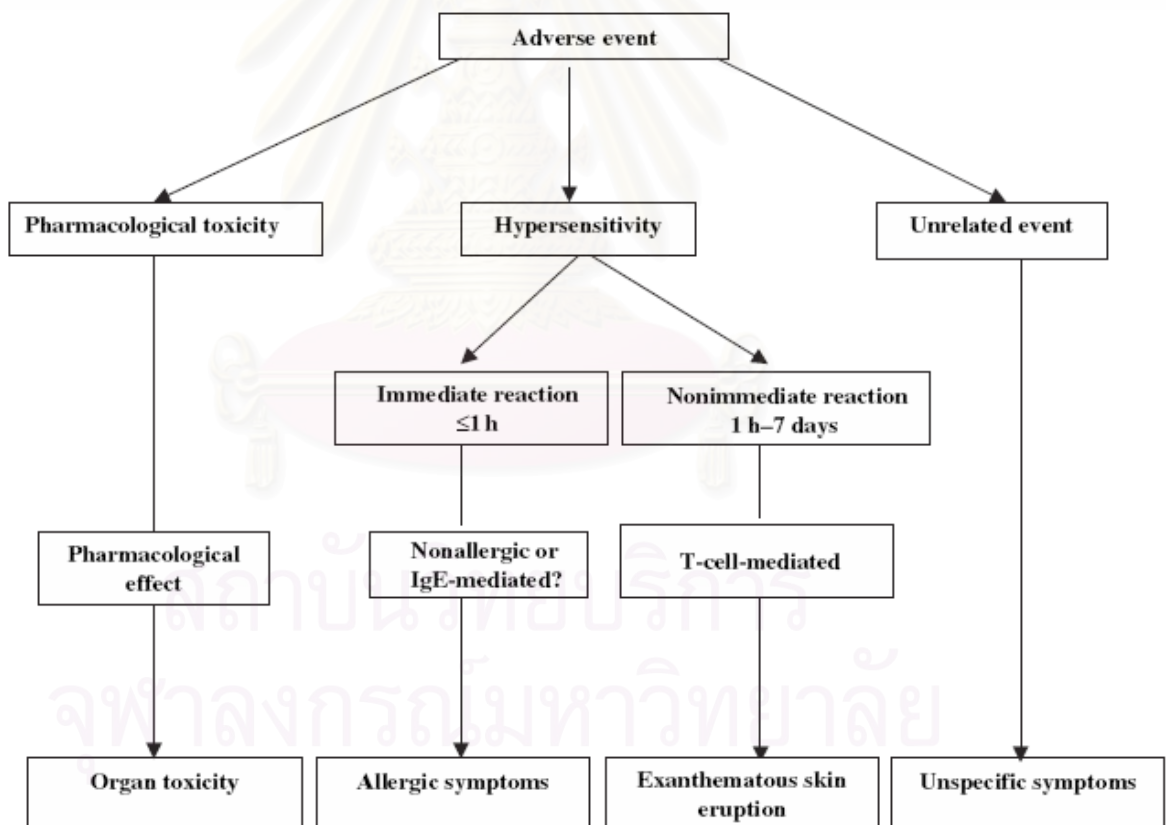 Adverse event
Pharmacological toxicity
Hypersensitivity
Unrelated event
Immediate reaction
≤1 h
Nonimmediate reaction
1 h–7 days
Pharmacological
effect
Nonallergic or
IgE-mediated?
T-cell-mediated
สถาบันวิทยบริการ
จุฬาลงกรณ์มหาวิทยาลัย
Organ toxicity
Allergic symptoms
Exanthematous skin
eruption
Unspecific symptoms